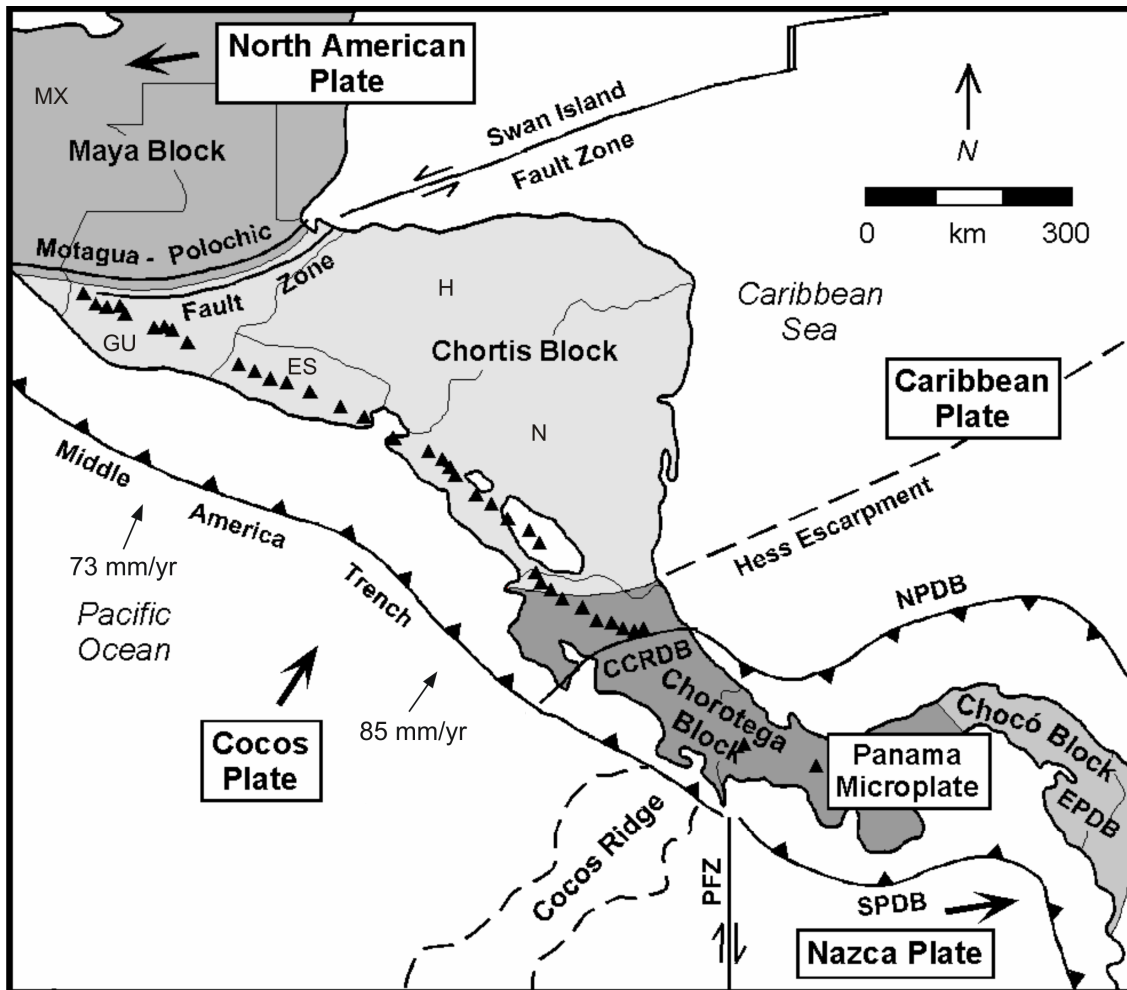 North American
Plate
MX
Maya Block
Swan Island
Fault Zone
N
0 km 300
Motagua - Polochic
Fault Zone
H
Caribbean
Sea
GU
ES
Chortis Block
Caribbean
Plate
N
Middle America Trench
Hess Escarpment
73 mm/yr
Pacific
Ocean
NPDB
CCRDB
85 mm/yr
Chorotega
Block
Chocó Block
Cocos
Plate
Panama
Microplate
EPDB
Cocos Ridge
PFZ
SPDB
Nazca Plate